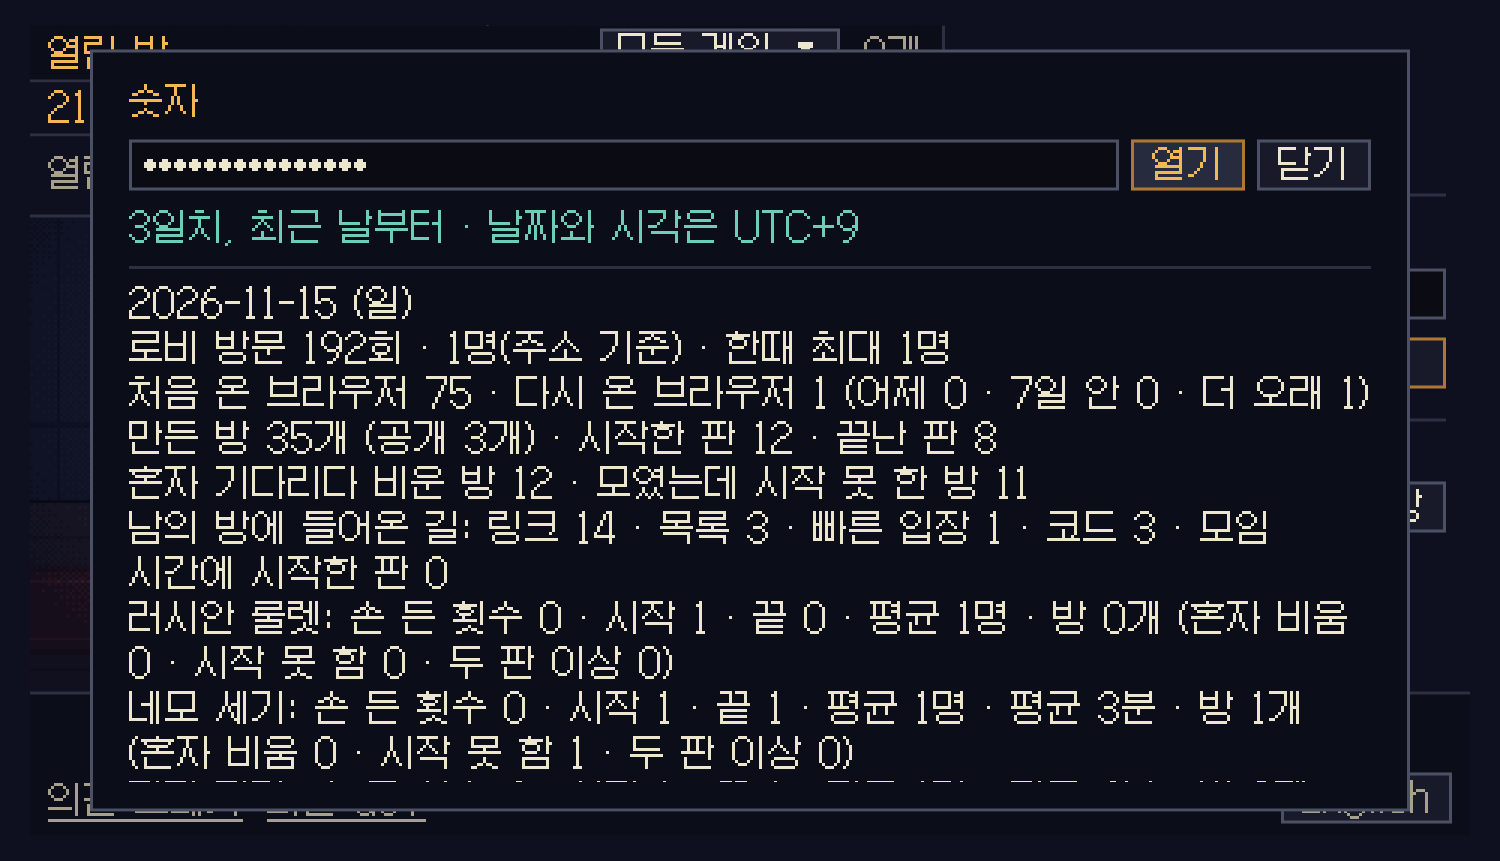 모든 게임 ▼ 0개
숫자
••••••••••••••• 열기 닫기
21
3일치, 최근 날부터 · 날짜와 시각은 UTC+9
2026-11-15 (일)
로비 방문 192회 · 1명(주소 기준) · 한때 최대 1명
처음 온 브라우저 75 · 다시 온 브라우저 1 (어제 0 · 7일 안 0 · 더 오래 1)
만든 방 35개 (공개 3개) · 시작한 판 12 · 끝난 판 8
혼자 기다리다 비운 방 12 · 모였는데 시작 못 한 방 11
남의 방에 들어온 길: 링크 14 · 목록 3 · 빠른 입장 1 · 코드 3 · 모임
시간에 시작한 판 0
러시안 룰렛: 손 든 횟수 0 · 시작 1 · 끝 0 · 평균 1명 · 방 0개 (혼자 비움
0 · 시작 못 함 0 · 두 판 이상 0)
네모 세기: 손 든 횟수 0 · 시작 1 · 끝 1 · 평균 1명 · 평균 3분 · 방 1개
(혼자 비움 0 · 시작 못 함 1 · 두 판 이상 0)